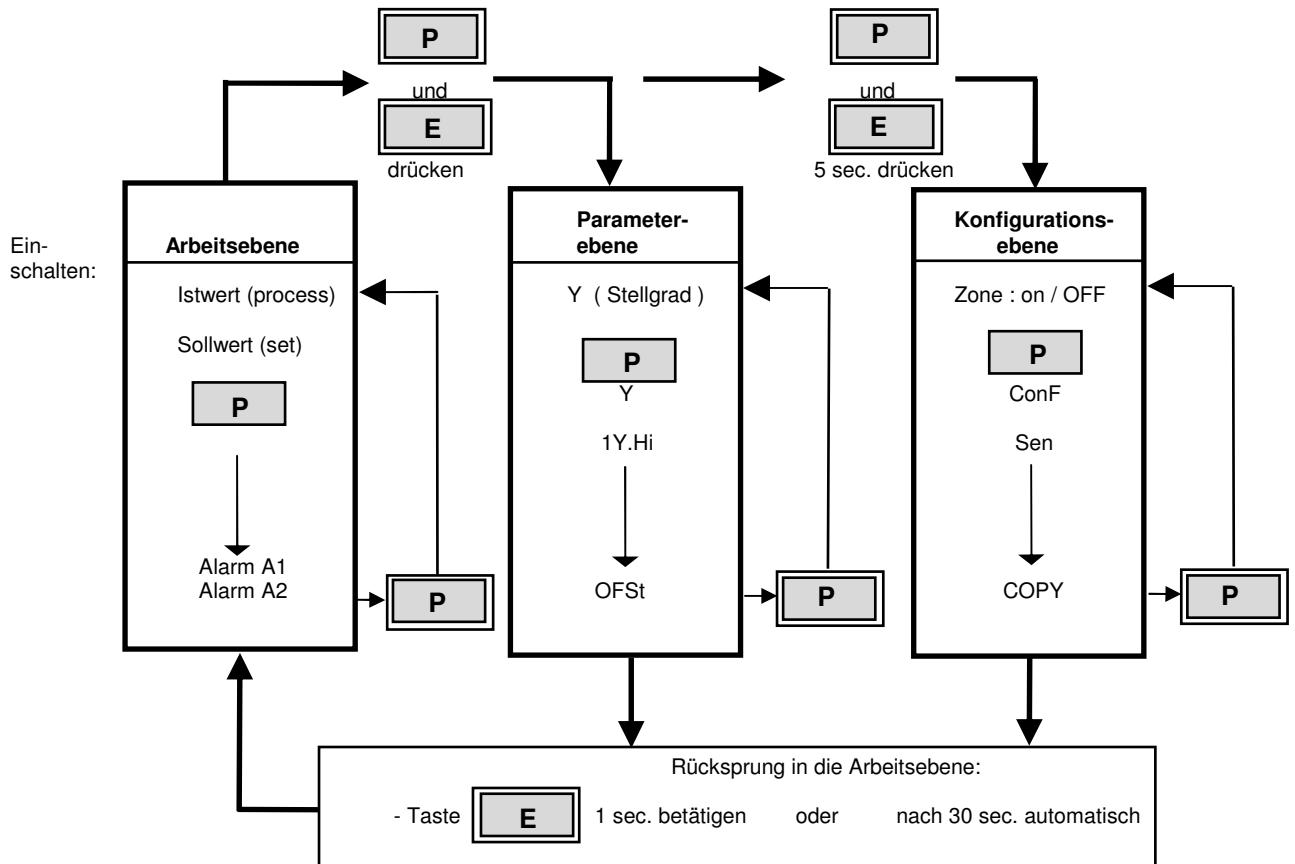 P
und
E
drücken
P
und
E
5 sec. drücken
Ein-
schalten:
Arbeitsebene
Istwert (process)
Sollwert (set)
P
Alarm A1
Alarm A2
P
Parameter-
ebene
Y ( Stellgrad )
P
Y
1Y.Hi
OFSt
P
Konfigurations-
ebene
Zone : on / OFF
P
ConF
Sen
COPY
P
Rücksprung in die Arbeitsebene:
- Taste E 1 sec. betätigen oder nach 30 sec. automatisch